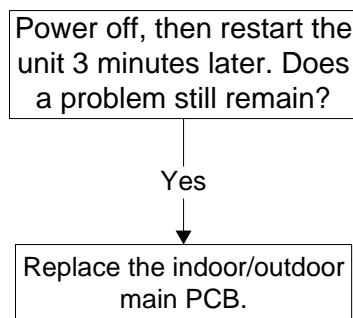 Power off, then restart the
unit 3 minutes later. Does
a problem still remain?
Yes
Replace the indoor/outdoor
main PCB.